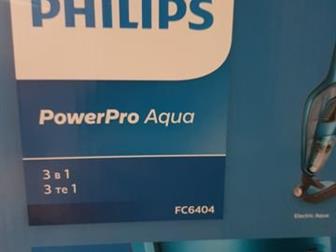 PHILIPS
PowerPro Aqua
3 в 1
3 те 1
FC6404
Electric Aqua